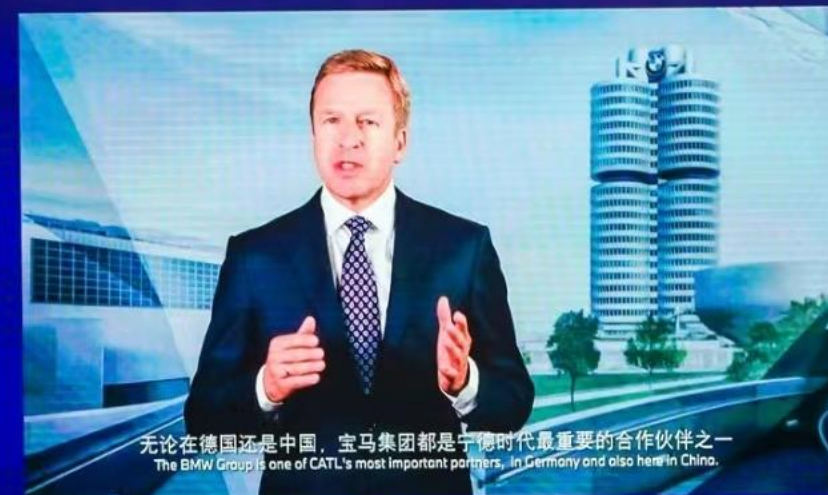 无论在德国还是中国，宝马集团都是宁德时代最重要的合作伙伴之一
The BMW Group is one of CATL's most important partners, in Germany and also here in China.